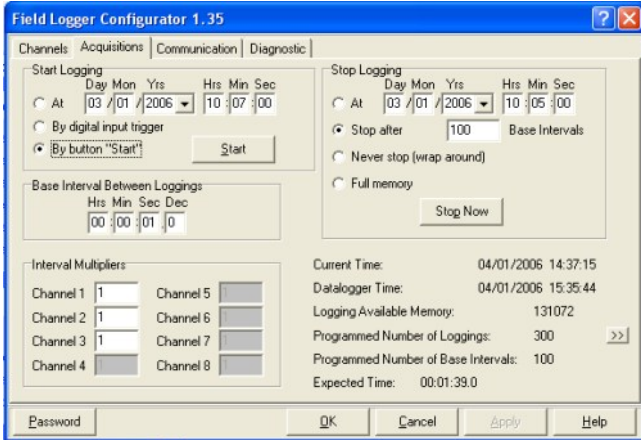 Field Logger Configurator 1.35
Channels Acquisitions Communication Diagnostic
Start Logging
Day Mon Yrs Hrs Min Sec
At 03 / 01 / 2006 10 : 07 : 00
By digital input trigger
By button "Start" Start
Stop Logging
Day Mon Yrs Hrs Min Sec
At 03 / 01 / 2006 10 : 05 : 00
Stop after 100 Base Intervals
Never stop (wrap around)
Full memory
Stop Now
Base Interval Between Loggings
Hrs Min Sec Dec
00 : 00 : 01 . 0
Interval Multipliers
Channel 1 1 Channel 5 1
Channel 2 1 Channel 6 1
Channel 3 1 Channel 7 1
Channel 4 1 Channel 8 1
Current Time: 04/01/2006 14:37:15
Datalogger Time: 04/01/2006 15:35:44
Logging Available Memory: 131072
Programmed Number of Loggings: 300 >>
Programmed Number of Base Intervals: 100
Expected Time: 00:01:39.0
Password OK Cancel Apply Help